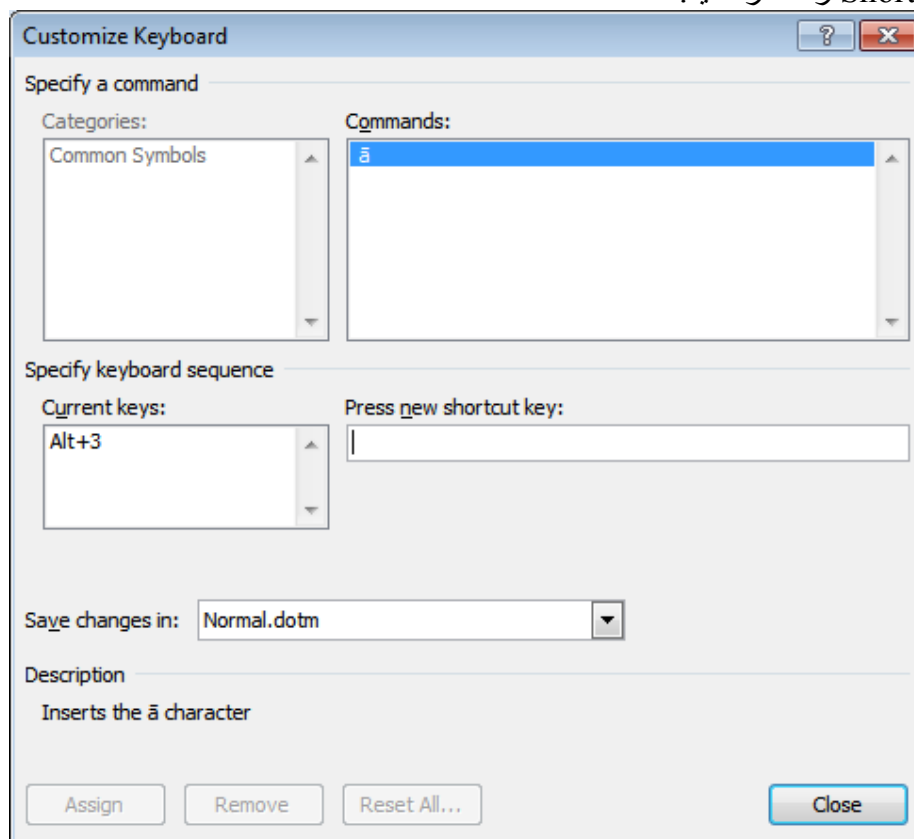 Short
Customize Keyboard
Specify a command
Categories:
Commands:
Common Symbols
ā
Specify keyboard sequence
Current keys:
Press new shortcut key:
Alt+3
Save changes in:
Normal.dotm
Description
Inserts the ā character
Assign
Remove
Reset All...
Close